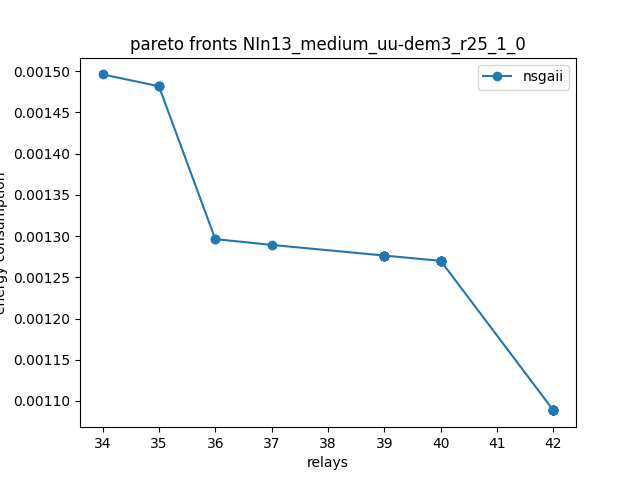 pareto fronts NIn13_medium_uu-dem3_r25_1_0
nsgaii
0.00150
0.00145
0.00140
0.00135
0.00130
0.00125
0.00120
0.00115
0.00110
energy consumption
34 35 36 37 38 39 40 41 42
relays